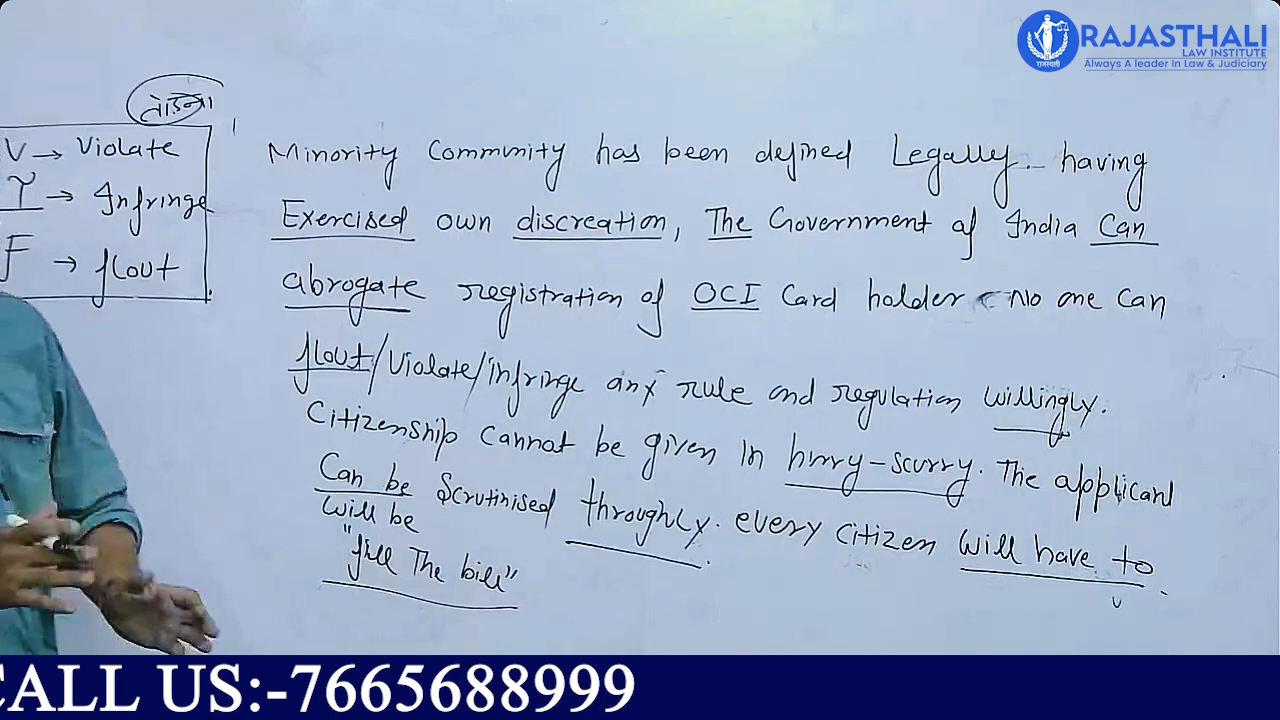 RAJASTHALI
LAW INSTITUTE
Always A leader In Law & Judiciary
राजस्थली
तोडना
V → Violate
I → Infringe
F → flout
Minority Community has been defined Legally. having
Exercised own discreation, The Government of India Can
abrogate registration of OCI Card holder No one can
flout/Violate/infringe any rule and regulation willingly.
Citizenship cannot be given in hurry-scurry. The applicant
Can be Scrutinised throughly. every citizen will have to
will be
"fill The bill"
CALL US:-7665688999